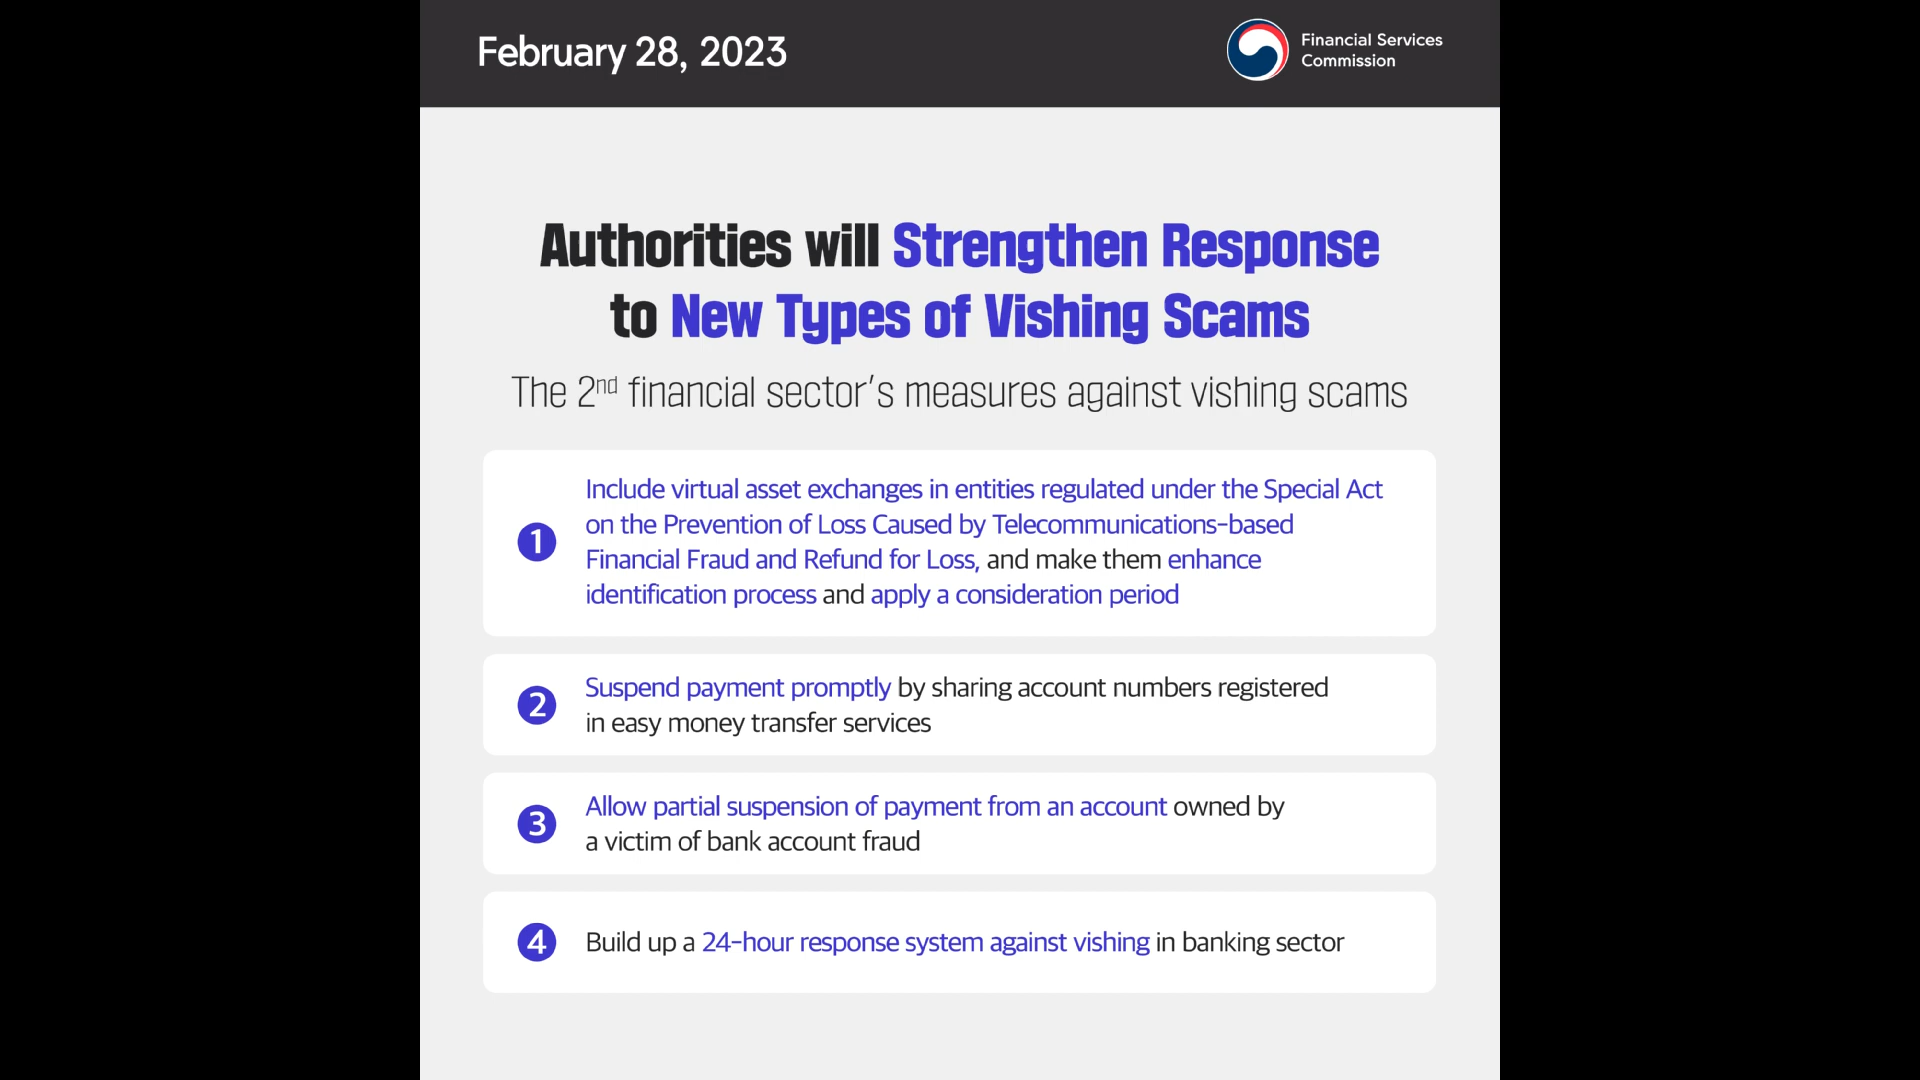 February 28, 2023
Financial Services
Commission
Authorities will Strengthen Response
to New Types of Vishing Scams
The 2nd financial sector's measures against vishing scams
1
Include virtual asset exchanges in entities regulated under the Special Act
on the Prevention of Loss Caused by Telecommunications-based
Financial Fraud and Refund for Loss, and make them enhance
identification process and apply a consideration period
2
Suspend payment promptly by sharing account numbers registered
in easy money transfer services
3
Allow partial suspension of payment from an account owned by
a victim of bank account fraud
4
Build up a 24-hour response system against vishing in banking sector